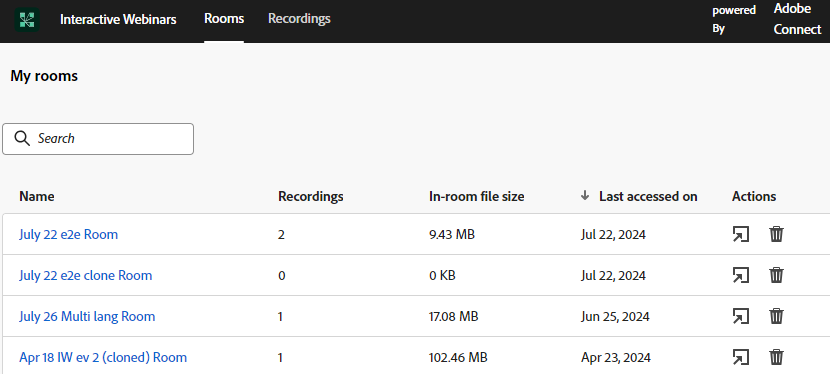 Interactive Webinars Rooms Recordings powered By Adobe Connect
My rooms
Search
Name Recordings In-room file size Last accessed on Actions
July 22 e2e Room 2 9.43 MB Jul 22, 2024
July 22 e2e clone Room 0 0 KB Jul 22, 2024
July 26 Multi lang Room 1 17.08 MB Jun 25, 2024
Apr 18 IW ev 2 (cloned) Room 1 102.46 MB Apr 23, 2024